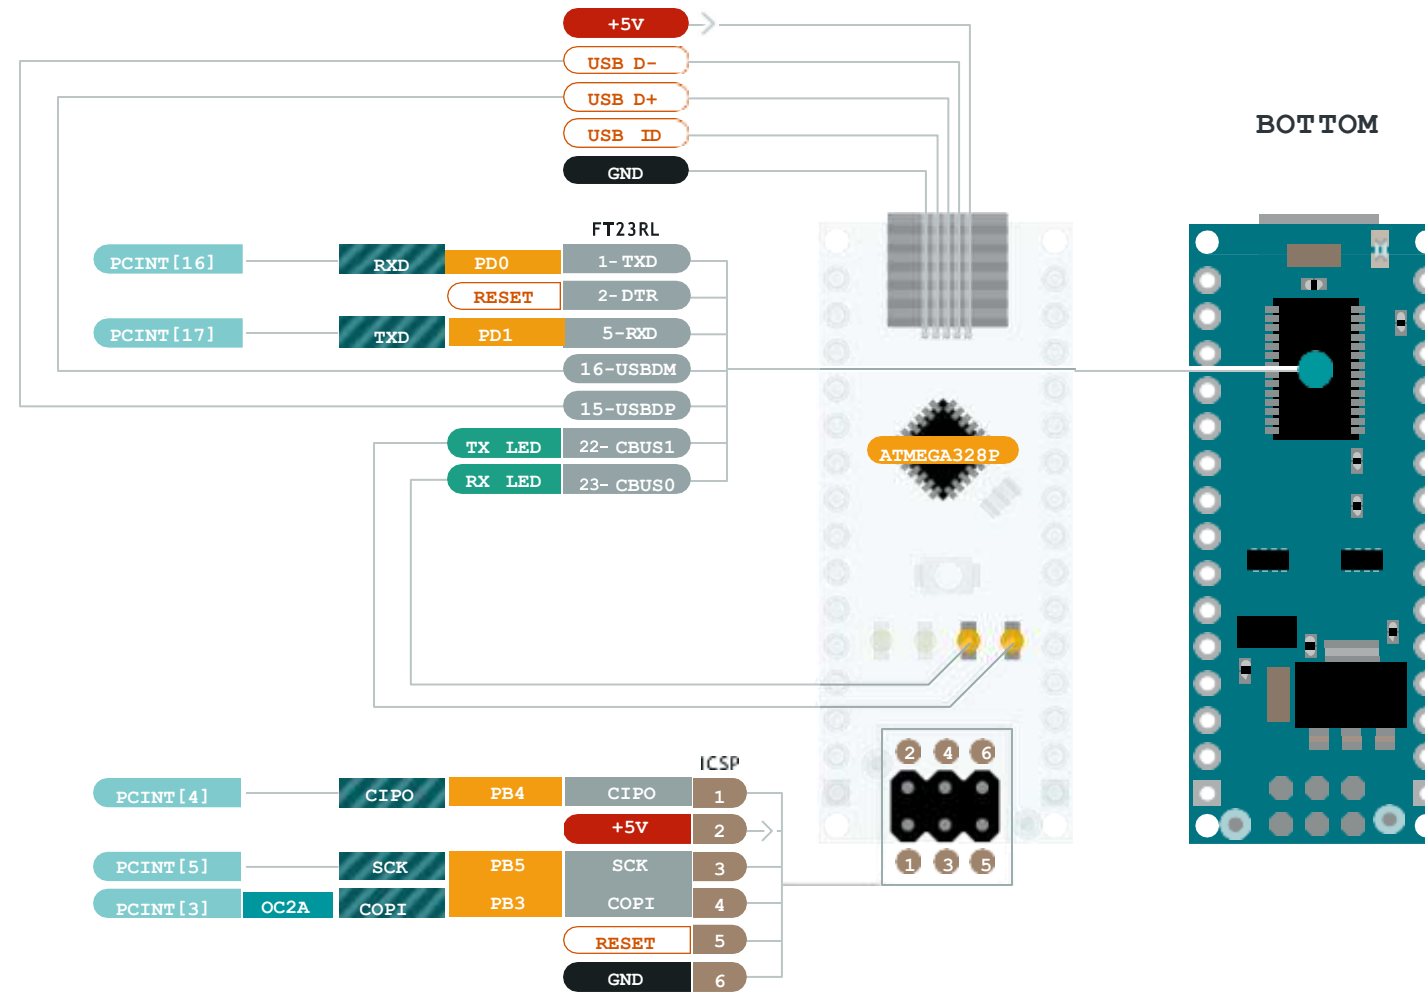 +5V
USB D-
USB D+
BOTTOM
USB ID
GND
FT23RL
PCINT[16] RXD PD0 1- TXD
RESET 2- DTR
PCINT[17] TXD PD1 5-RXD
16-USBDM
15-USBDP
TX LED 22- CBUS1
ATMEGA328P
RX LED 23- CBUS0
ICSP
2 4 6
PCINT[4] CIPO PB4 CIPO 1
+5V 2
PCINT[5] SCK PB5 SCK 3
1 3 5
PCINT[3] OC2A COPI PB3 COPI 4
RESET 5
GND 6